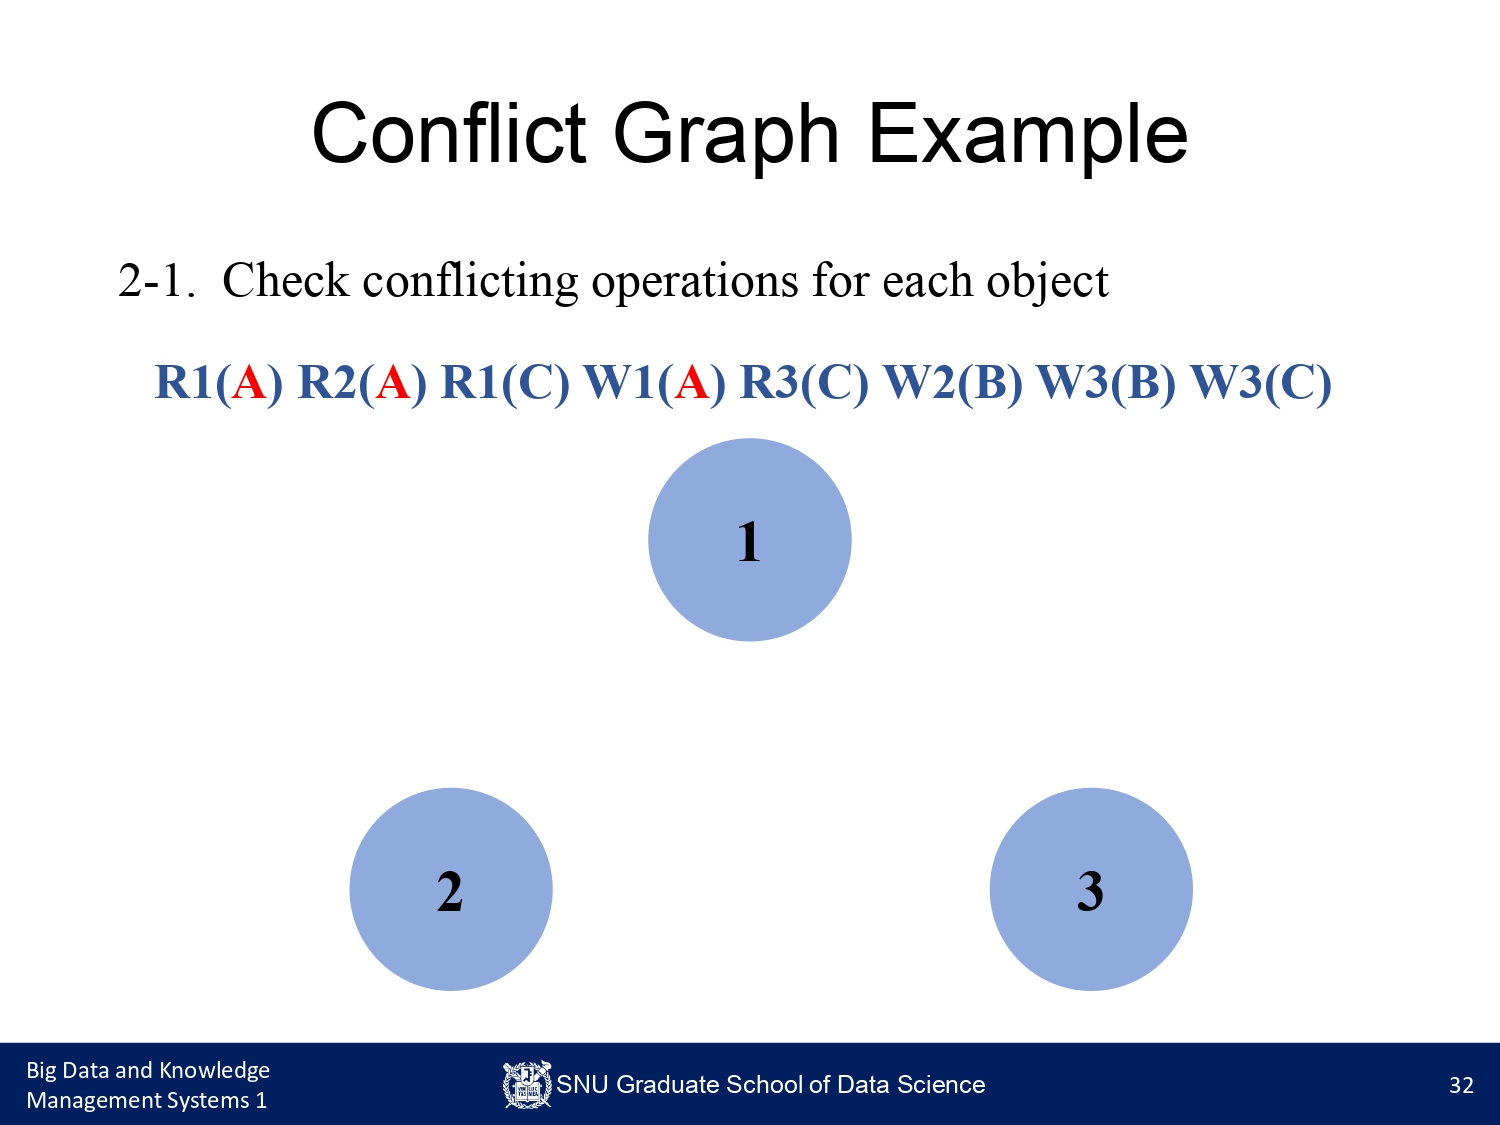 Conflict Graph Example
2-1. Check conflicting operations for each object
R1(A) R2(A) R1(C) W1(A) R3(C) W2(B) W3(B) W3(C)
1
2
3
Big Data and Knowledge
Management Systems 1
SNU Graduate School of Data Science
32